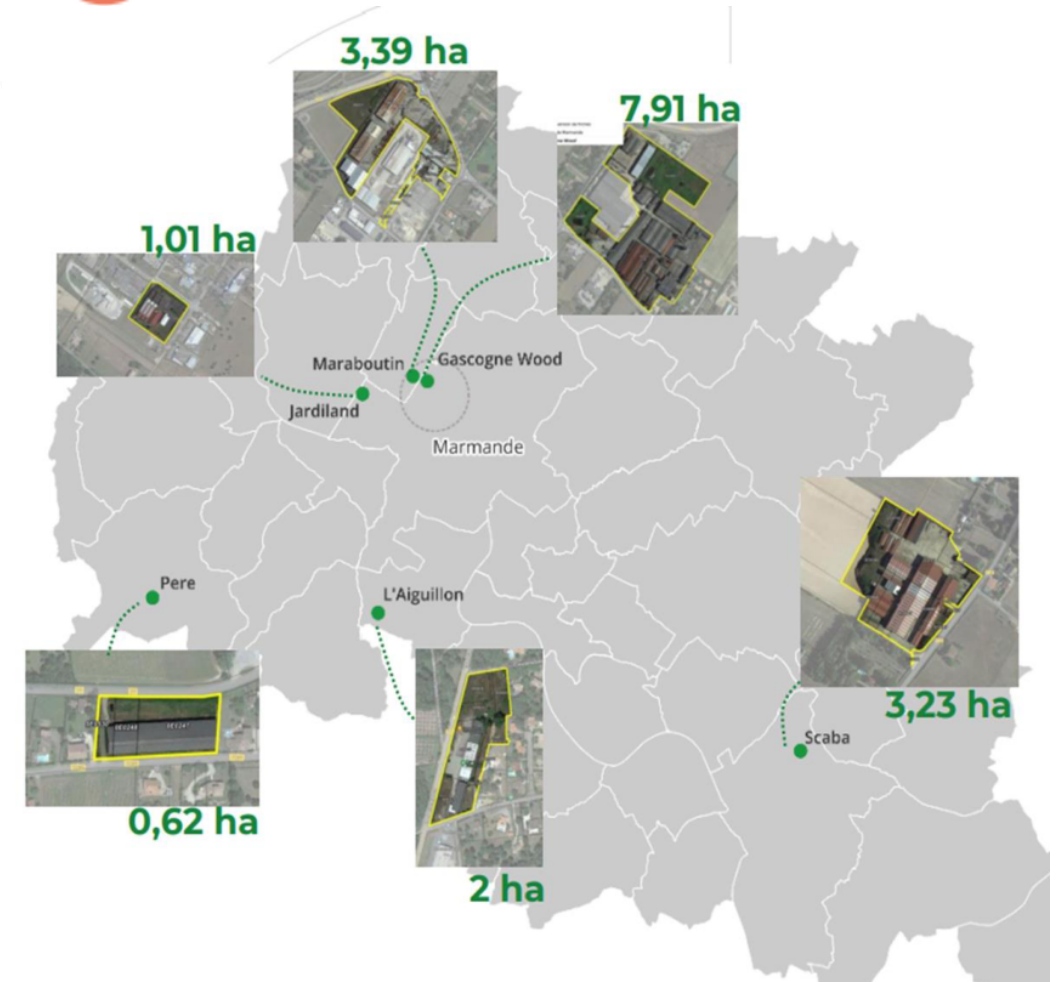 3,39 ha
7,91 ha
1,01 ha
Maraboutin
Gascogne Wood
Jardiland
Marmande
Pere
L'Aiguillon
3,23 ha
Scaba
0,62 ha
2 ha